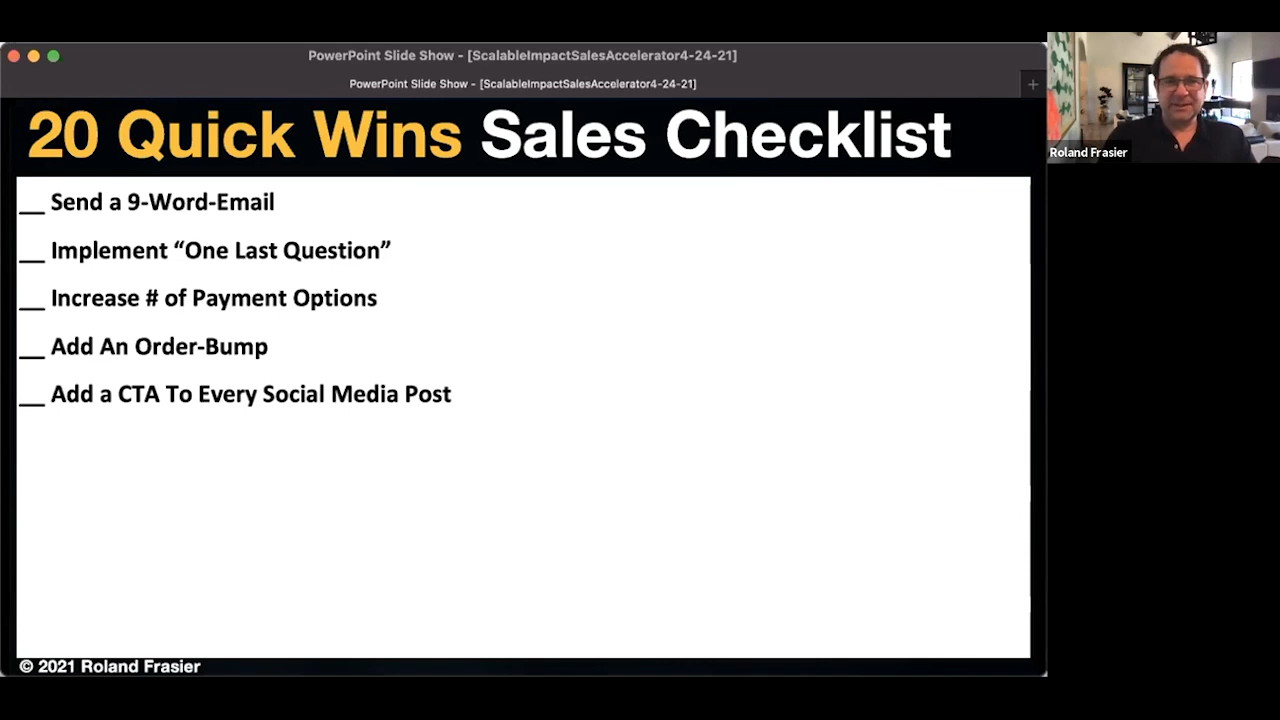 PowerPoint Slide Show - [ScalableImpactSalesAccelerator4-24-21]
PowerPoint Slide Show - [ScalableImpactSalesAccelerator4-24-21]
20 Quick Wins Sales Checklist
__ Send a 9-Word-Email
__ Implement “One Last Question”
__ Increase # of Payment Options
__ Add An Order-Bump
__ Add a CTA To Every Social Media Post
© 2021 Roland Frasier
Roland Frasier